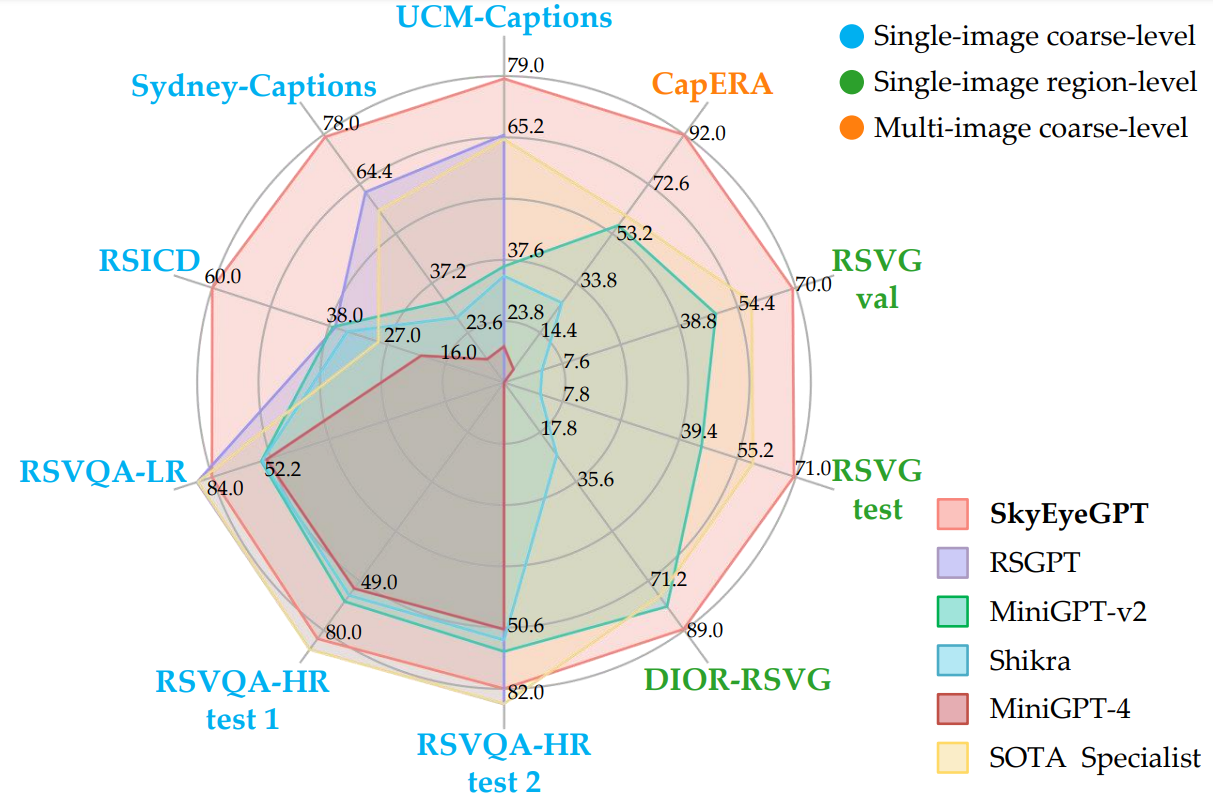 UCM-Captions
Single-image coarse-level
Single-image region-level
Multi-image coarse-level
Sydney-Captions
CapERA
79.0
78.0
92.0
65.2
64.4
72.6
53.2
RSICD
60.0
37.6
37.2
33.8
RSVG
val
70.0
54.4
38.0
27.0
23.6
23.8
14.4
38.8
16.0
7.6
7.8
17.8
39.4
55.2
71.0
RSVG
test
RSVQA-LR
84.0
52.2
35.6
49.0
71.2
80.0
50.6
89.0
RSVQA-HR
test 1
82.0
DIOR-RSVG
RSVQA-HR
test 2
SkyEyeGPT
RSGPT
MiniGPT-v2
Shikra
MiniGPT-4
SOTA Specialist